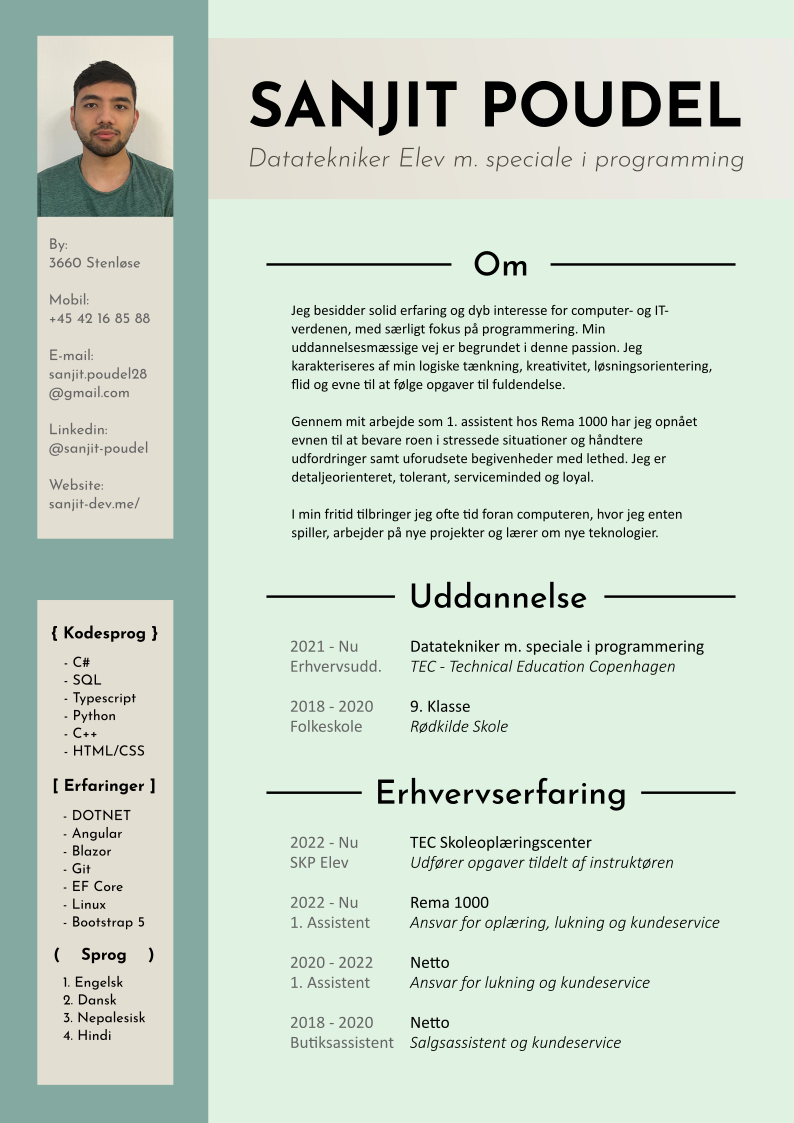 SANJIT POUDEL
Datatekniker Elev m. speciale i programming
By:
3660 Stenløse
Mobil:
+45 42 16 85 88
E-mail:
sanjit.poudel28
@gmail.com
Linkedin:
@sanjit-poudel
Website:
sanjit-dev.me/
{ Kodesprog }
- C#
- SQL
- Typescript
- Python
- C++
- HTML/CSS
[ Erfaringer ]
- DOTNET
- Angular
- Blazor
- Git
- EF Core
- Linux
- Bootstrap 5
( Sprog )
1. Engelsk
2. Dansk
3. Nepalesisk
4. Hindi
Om
Jeg besidder solid erfaring og dyb interesse for computer- og IT-
verdenen, med særligt fokus på programmering. Min
uddannelsesmæssige vej er begrundet i denne passion. Jeg
karakteriseres af min logiske tænkning, kreativitet, løsningsorientering,
flid og evne til at følge opgaver til fuldendelse.
Gennem mit arbejde som 1. assistent hos Rema 1000 har jeg opnået
evnen til at bevare roen i stressede situationer og håndtere
udfordringer samt uforudsete begivenheder med lethed. Jeg er
detaljeorienteret, tolerant, serviceminded og loyal.
I min fritid tilbringer jeg ofte tid foran computeren, hvor jeg enten
spiller, arbejder på nye projekter og lærer om nye teknologier.
Uddannelse
2021 - Nu Datatekniker m. speciale i programmering
Erhvervsudd. TEC - Technical Education Copenhagen
2018 - 2020 9. Klasse
Folkeskole Rødkilde Skole
Erhvervserfaring
2022 - Nu TEC Skoleoplæringscenter
SKP Elev Udfører opgaver tildelt af instruktøren
2022 - Nu Rema 1000
1. Assistent Ansvar for oplæring, lukning og kundeservice
2020 - 2022 Netto
1. Assistent Ansvar for lukning og kundeservice
2018 - 2020 Netto
Butiksassistent Salgsassistent og kundeservice